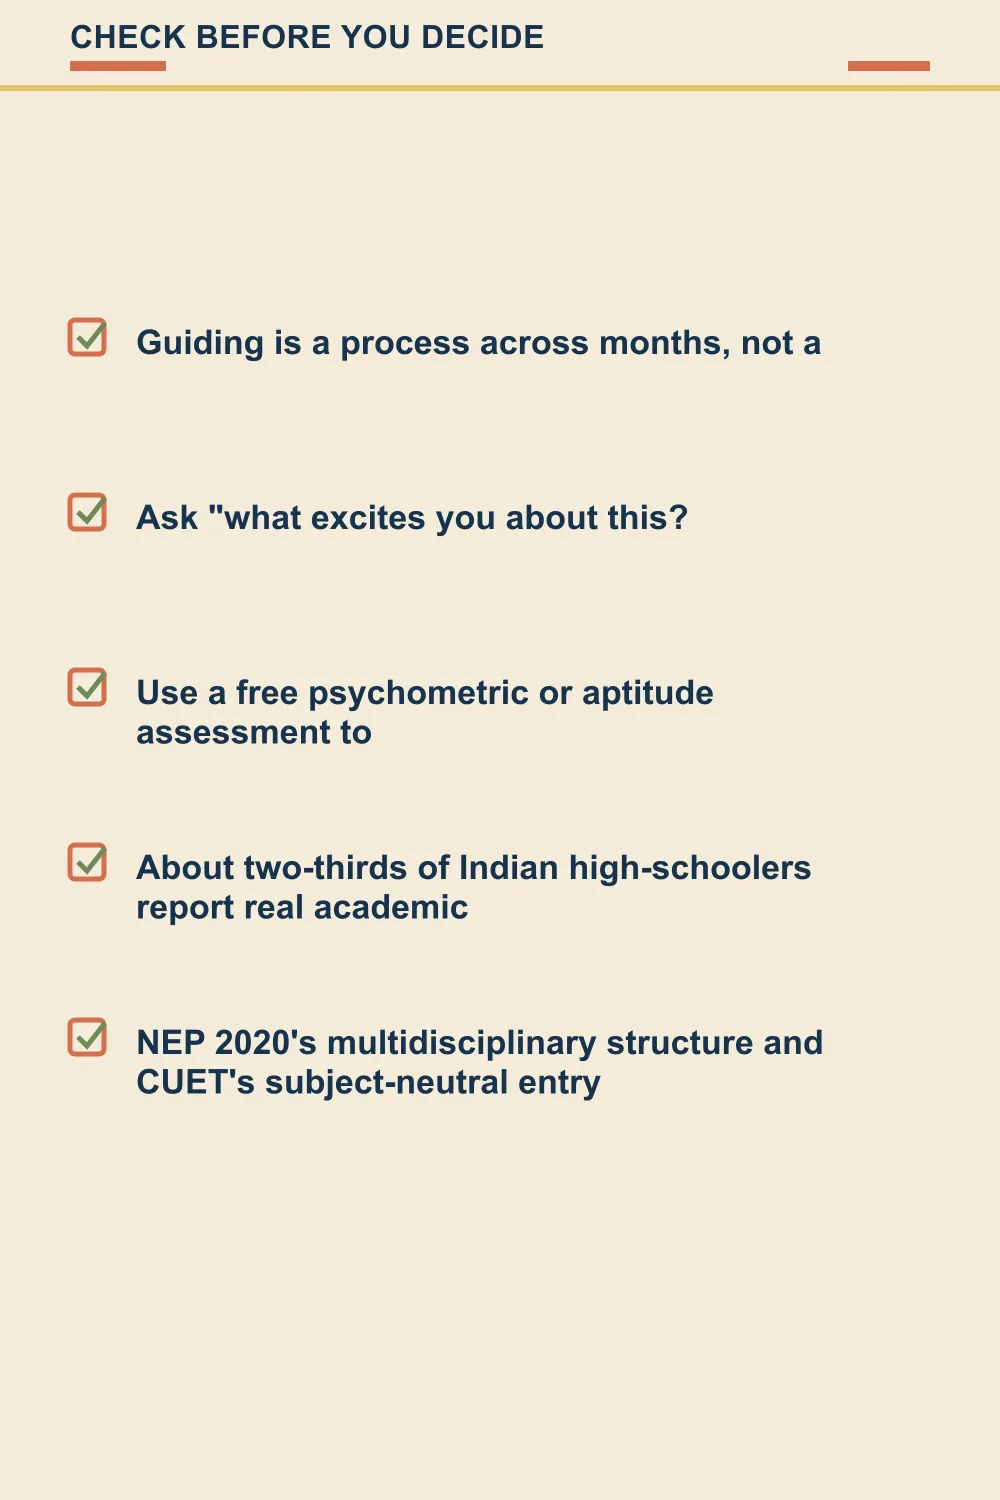 CHECK BEFORE YOU DECIDE
Guiding is a process across months, not a
Ask "what excites you about this?
Use a free psychometric or aptitude
assessment to
About two-thirds of Indian high-schoolers
report real academic
NEP 2020's multidisciplinary structure and
CUET's subject-neutral entry